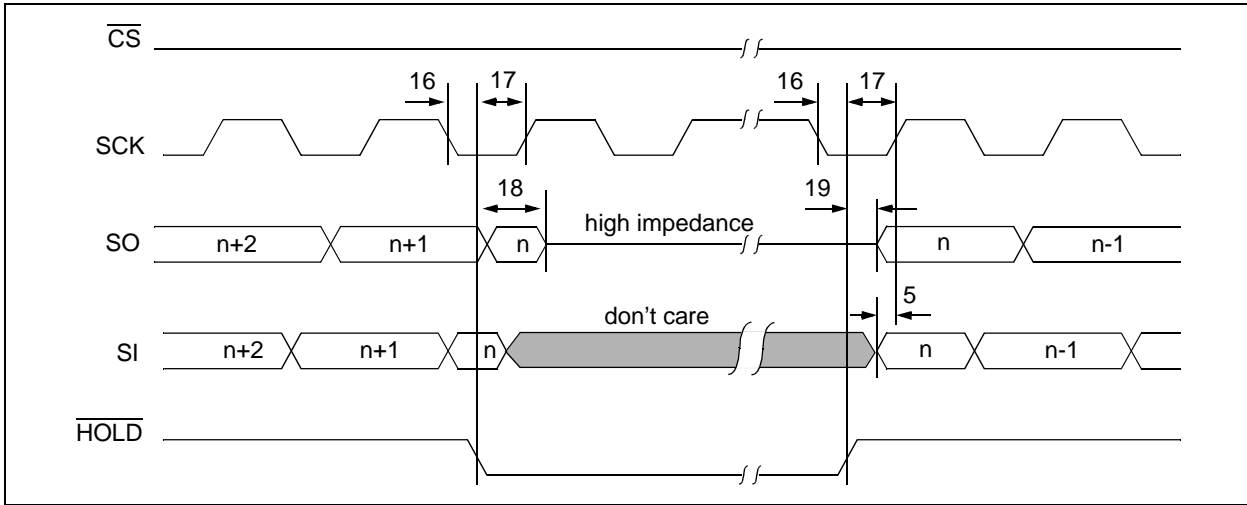 CS
16 17 16 17
SCK
18 19
high impedance
SO n+2 n+1 n n n-1
5
don't care
SI n+2 n+1 n n n-1
HOLD